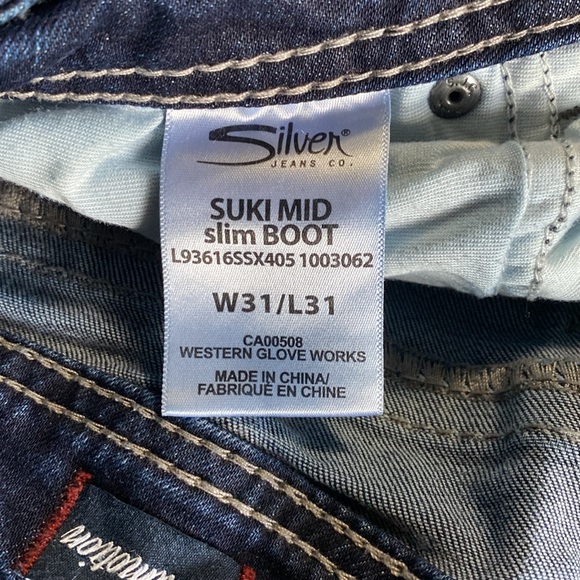 Silver®
JEANS CO.
SUKI MID
slim BOOT
L93616SSX405 1003062
W31/L31
CA00508
WESTERN GLOVE WORKS
MADE IN CHINA/
FABRIQUÉ EN CHINE